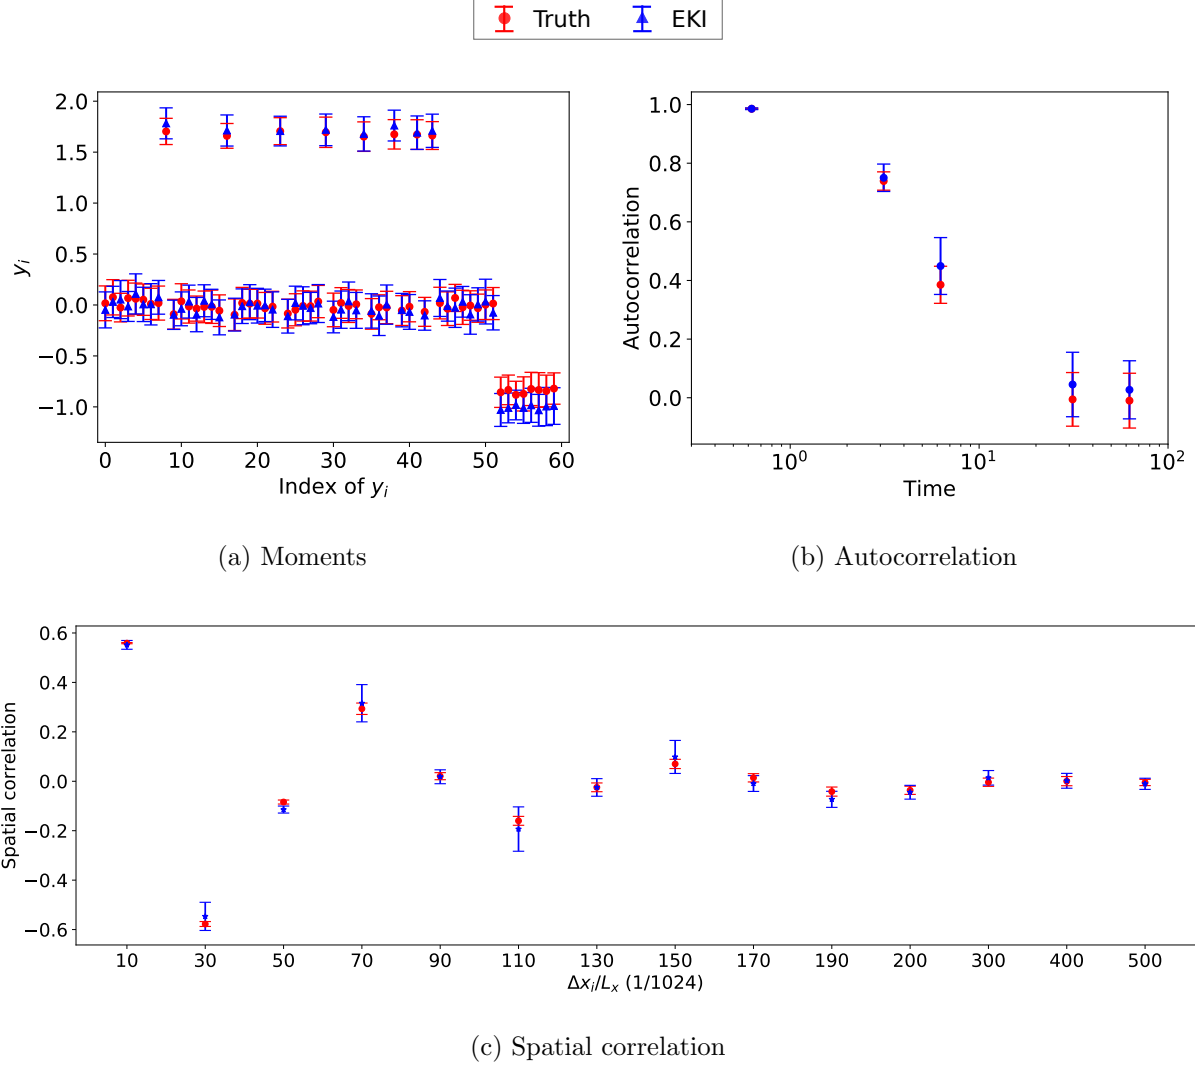 Truth EKI
2.0
1.5
1.0
0.5
0.0
−0.5
−1.0
y_i
0 10 20 30 40 50 60
Index of y_i
(a) Moments
1.0
0.8
0.6
0.4
0.2
0.0
Autocorrelation
10^0 10^1 10^2
Time
(b) Autocorrelation
0.6
0.4
0.2
0.0
−0.2
−0.4
−0.6
Spatial correlation
10 30 50 70 90 110 130 150 170 190 200 300 400 500
Δx_i/L_x (1/1024)
(c) Spatial correlation